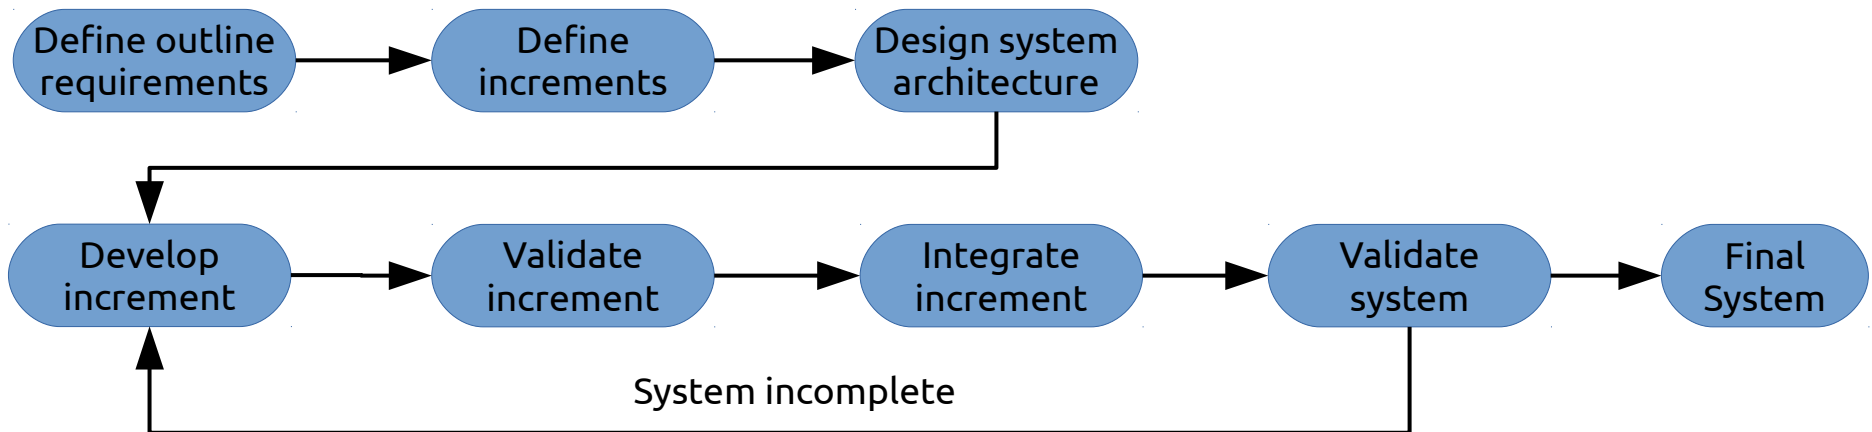 Define outline
requirements
Define
increments
Design system
architecture
Develop
increment
Validate
increment
Integrate
increment
Validate
system
Final
System
System incomplete